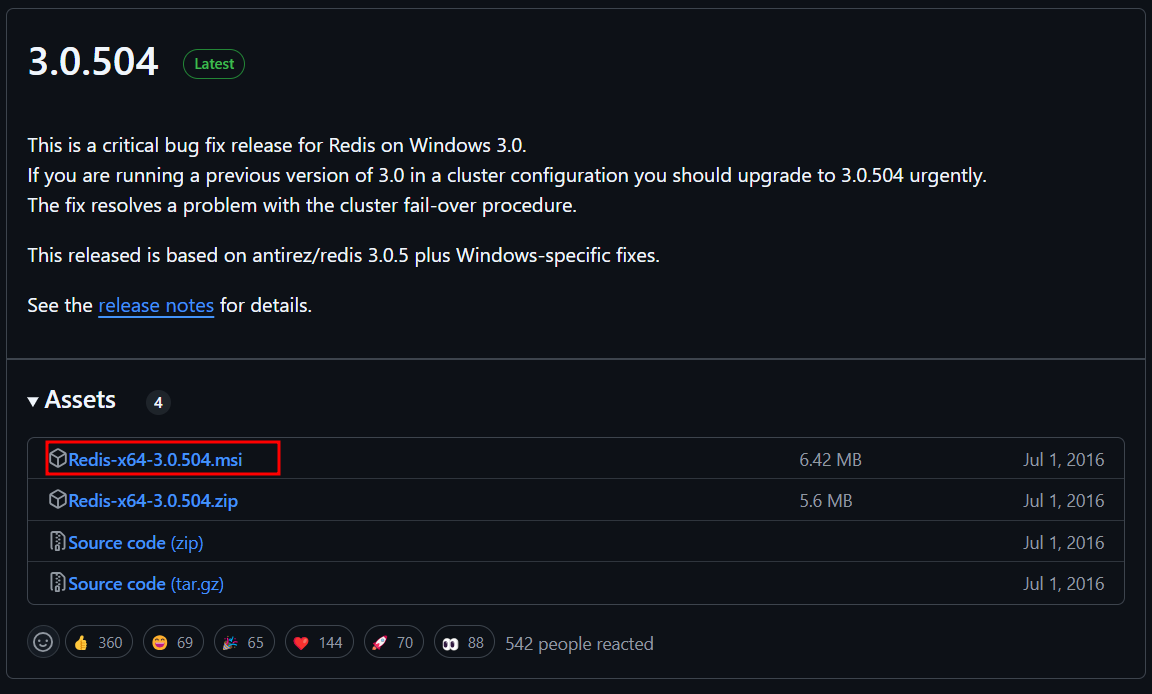 3.0.504 Latest
This is a critical bug fix release for Redis on Windows 3.0.
If you are running a previous version of 3.0 in a cluster configuration you should upgrade to 3.0.504 urgently.
The fix resolves a problem with the cluster fail-over procedure.
This released is based on antirez/redis 3.0.5 plus Windows-specific fixes.
See the release notes for details.
Assets 4
Redis-x64-3.0.504.msi 6.42 MB Jul 1, 2016
Redis-x64-3.0.504.zip 5.6 MB Jul 1, 2016
Source code (zip) Jul 1, 2016
Source code (tar.gz) Jul 1, 2016
360 69 65 144 70 88 542 people reacted